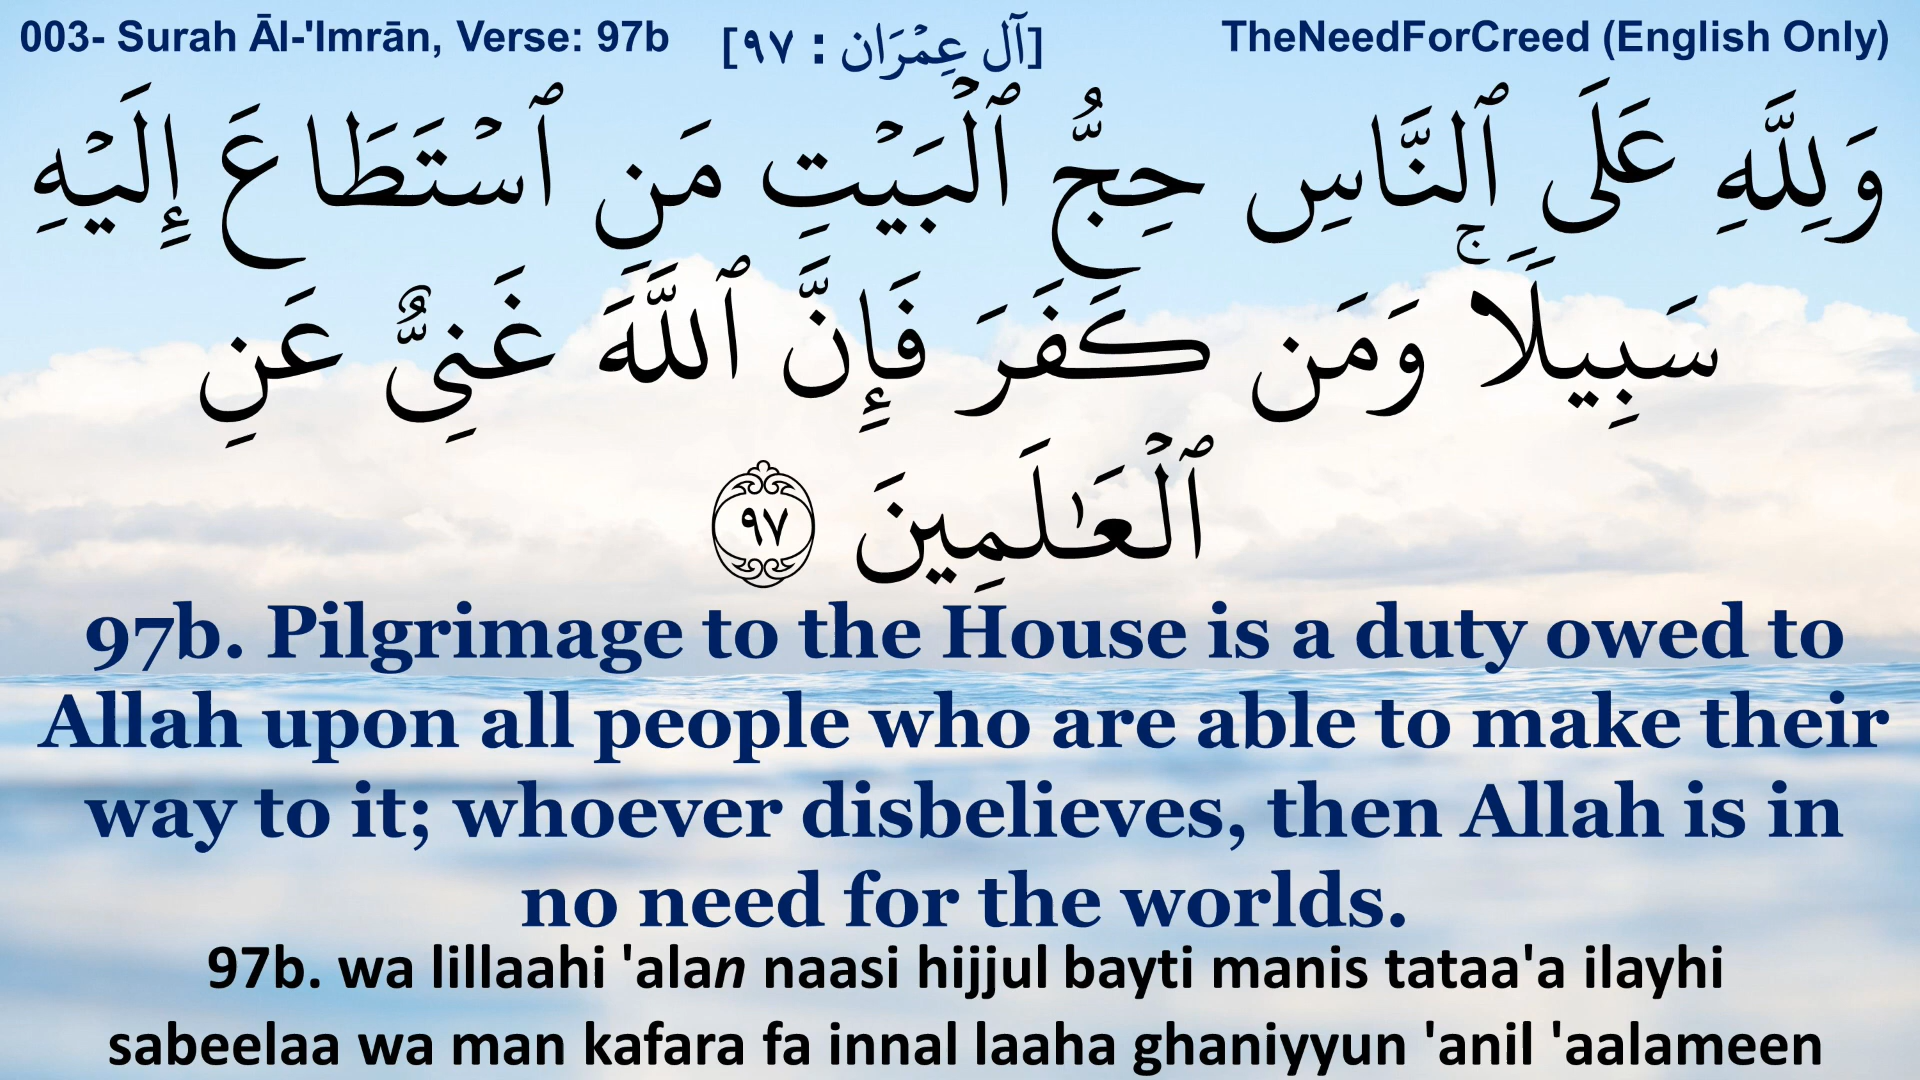 003- Surah Āl-'Imrān, Verse: 97b
[آل عِمۡرَان : ٩٧]
TheNeedForCreed (English Only)
وَلِلَّهِ عَلَى ٱلنَّاسِ حِجُّ ٱلۡبَيۡتِ مَنِ ٱسۡتَطَاعَ إِلَيۡهِ
سَبِيلٗاۚ وَمَن كَفَرَ فَإِنَّ ٱللَّهَ غَنِيٌّ عَنِ
ٱلۡعَٰلَمِينَ ٩٧
97b. Pilgrimage to the House is a duty owed to
Allah upon all people who are able to make their
way to it; whoever disbelieves, then Allah is in
no need for the worlds.
97b. wa lillaahi 'alan naasi hijjul bayti manis tataa'a ilayhi
sabeelaa wa man kafara fa innal laaha ghaniyyun 'anil 'aalameen